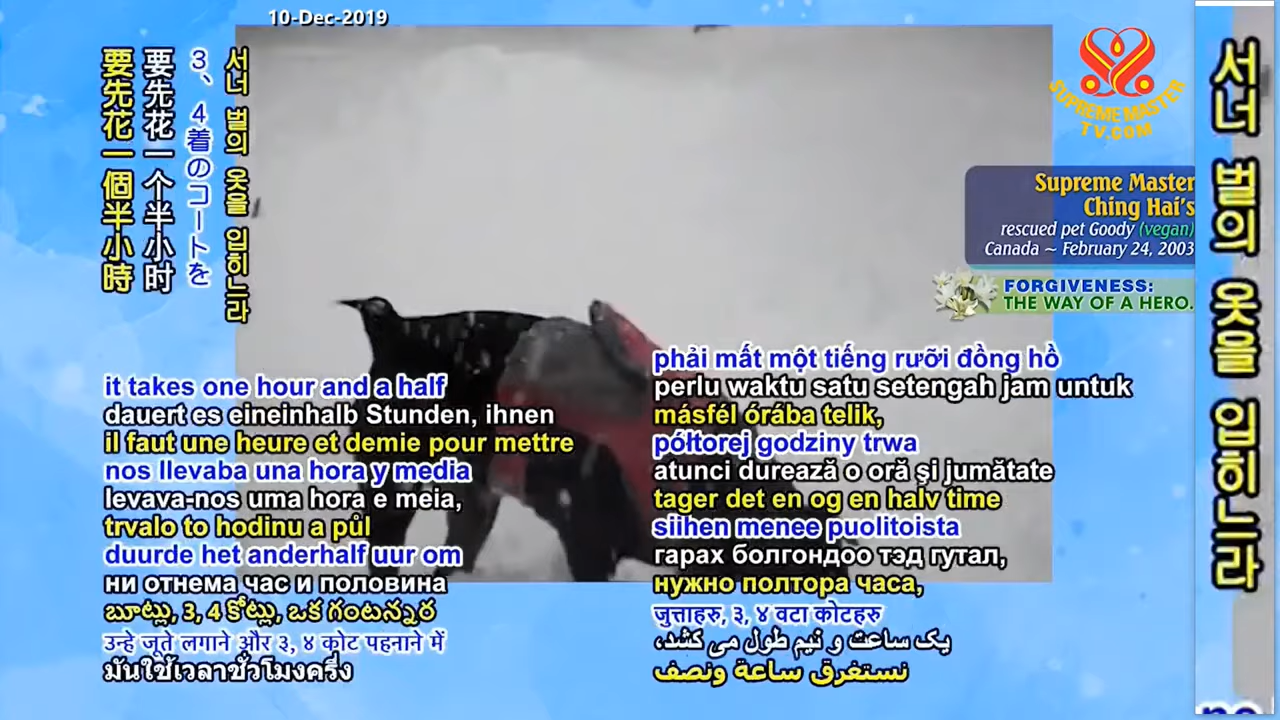 10-Dec-2019
要先花一個半小時
要先花一个半小时
3、4着のコートを
서너 벌의 옷을 입히느라
SUPREME MASTER
TV.COM
Supreme Master
Ching Hai's
rescued pet Goody (vegan)
Canada ~ February 24, 2003
FORGIVENESS:
THE WAY OF A HERO.
it takes one hour and a half
dauert es eineinhalb Stunden, ihnen
il faut une heure et demie pour mettre
nos llevaba una hora y media
levava-nos uma hora e meia,
trvalo to hodinu a půl
duurde het anderhalf uur om
ни отнема час и половина
బూట్లు, 3, 4 కోట్లు, ఒక గంటన్నర
उन्हे जूते लगाने और ३, ४ कोट पहनाने में
มันใช้เวลาชั่วโมงครึ่ง
phải mất một tiếng rưỡi đồng hồ
perlu waktu satu setengah jam untuk
másfél órába telik,
półtorej godziny trwa
atunci durează o oră şi jumătate
tager det en og en halv time
siihen menee puolitoista
гарах болгондоо тэд гутал,
нужно полтора часа,
जुत्ताहरु, ३, ४ वटा कोटहरु
یک ساعت و نیم طول می کشد،
نستغرق ساعة ونصف
서너 벌의 옷을 입히느라